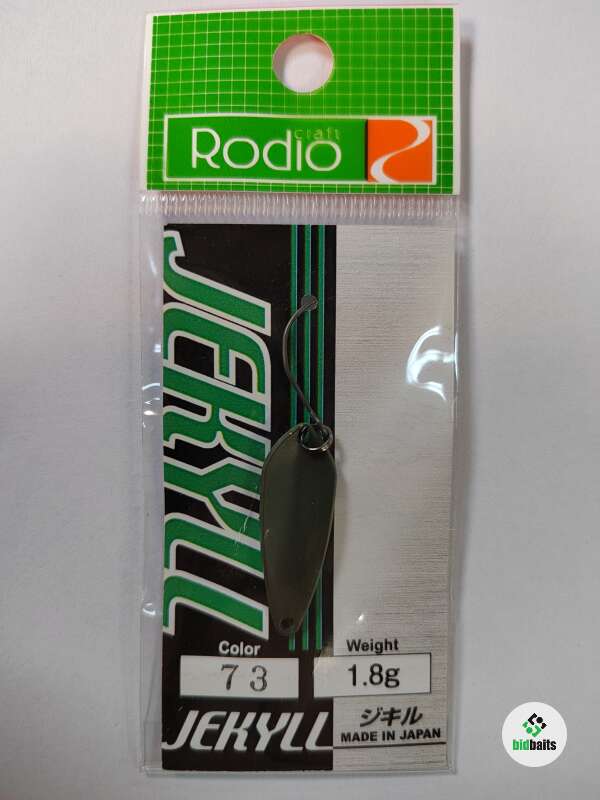 craft
Rodio
JEKYLL
Color
Weight
73
1.8g
JEKYLL
ジキル
MADE IN JAPAN
bidbaits